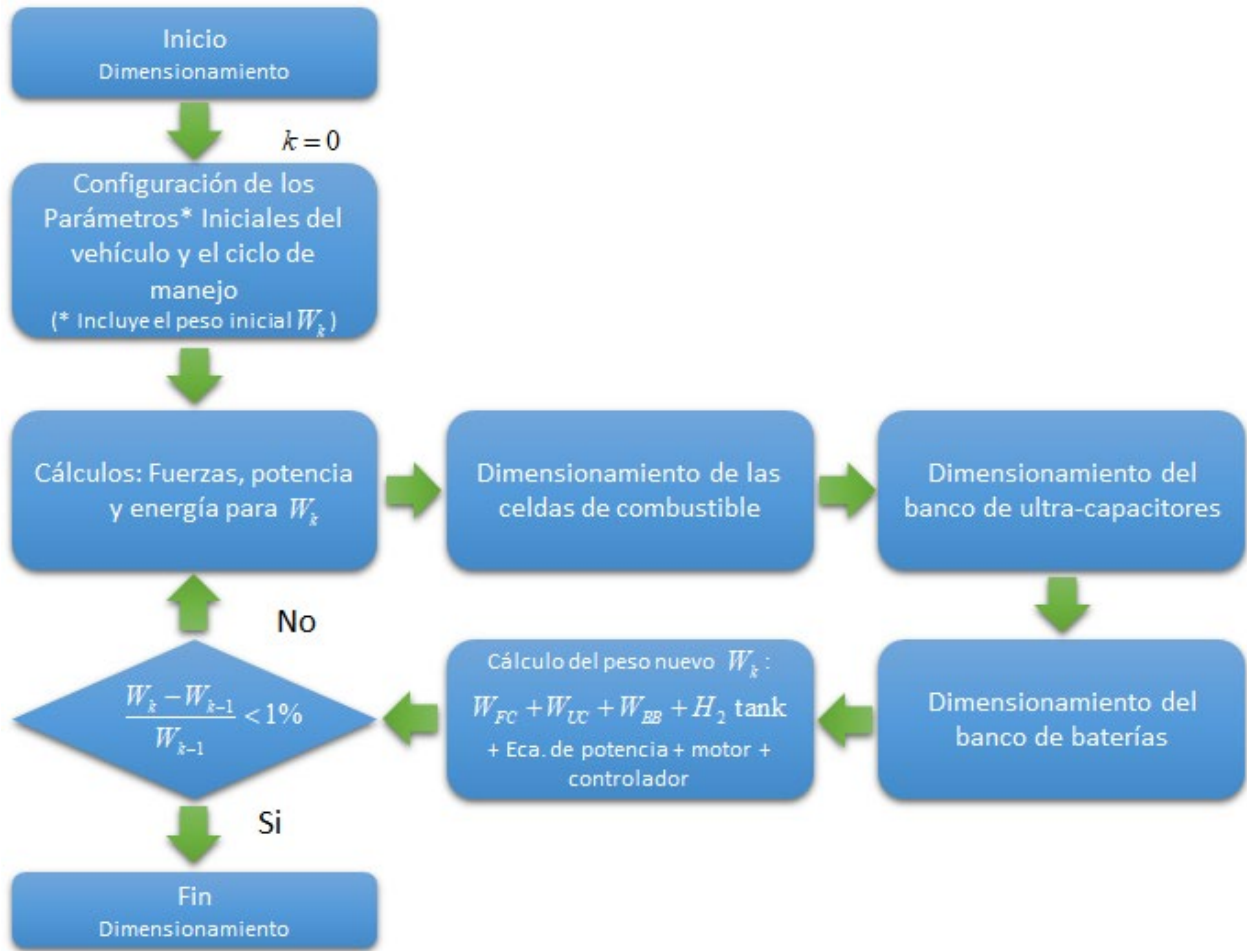 Inicio
Dimensionamiento
k = 0
Configuración de los
Parámetros* Iniciales del
vehículo y el ciclo de
manejo
(* Incluye el peso inicial W_k)
Cálculos: Fuerzas, potencia
y energía para W_k
Dimensionamiento de las
celdas de combustible
Dimensionamiento del
banco de ultra-capacitores
Dimensionamiento del
banco de baterías
Cálculo del peso nuevo W_k :
W_FC + W_UC + W_BB + H_2 tank
+ Eca. de potencia + motor +
controlador
(W_k − W_{k−1}) / W_{k−1} < 1%
No
Si
Fin
Dimensionamiento